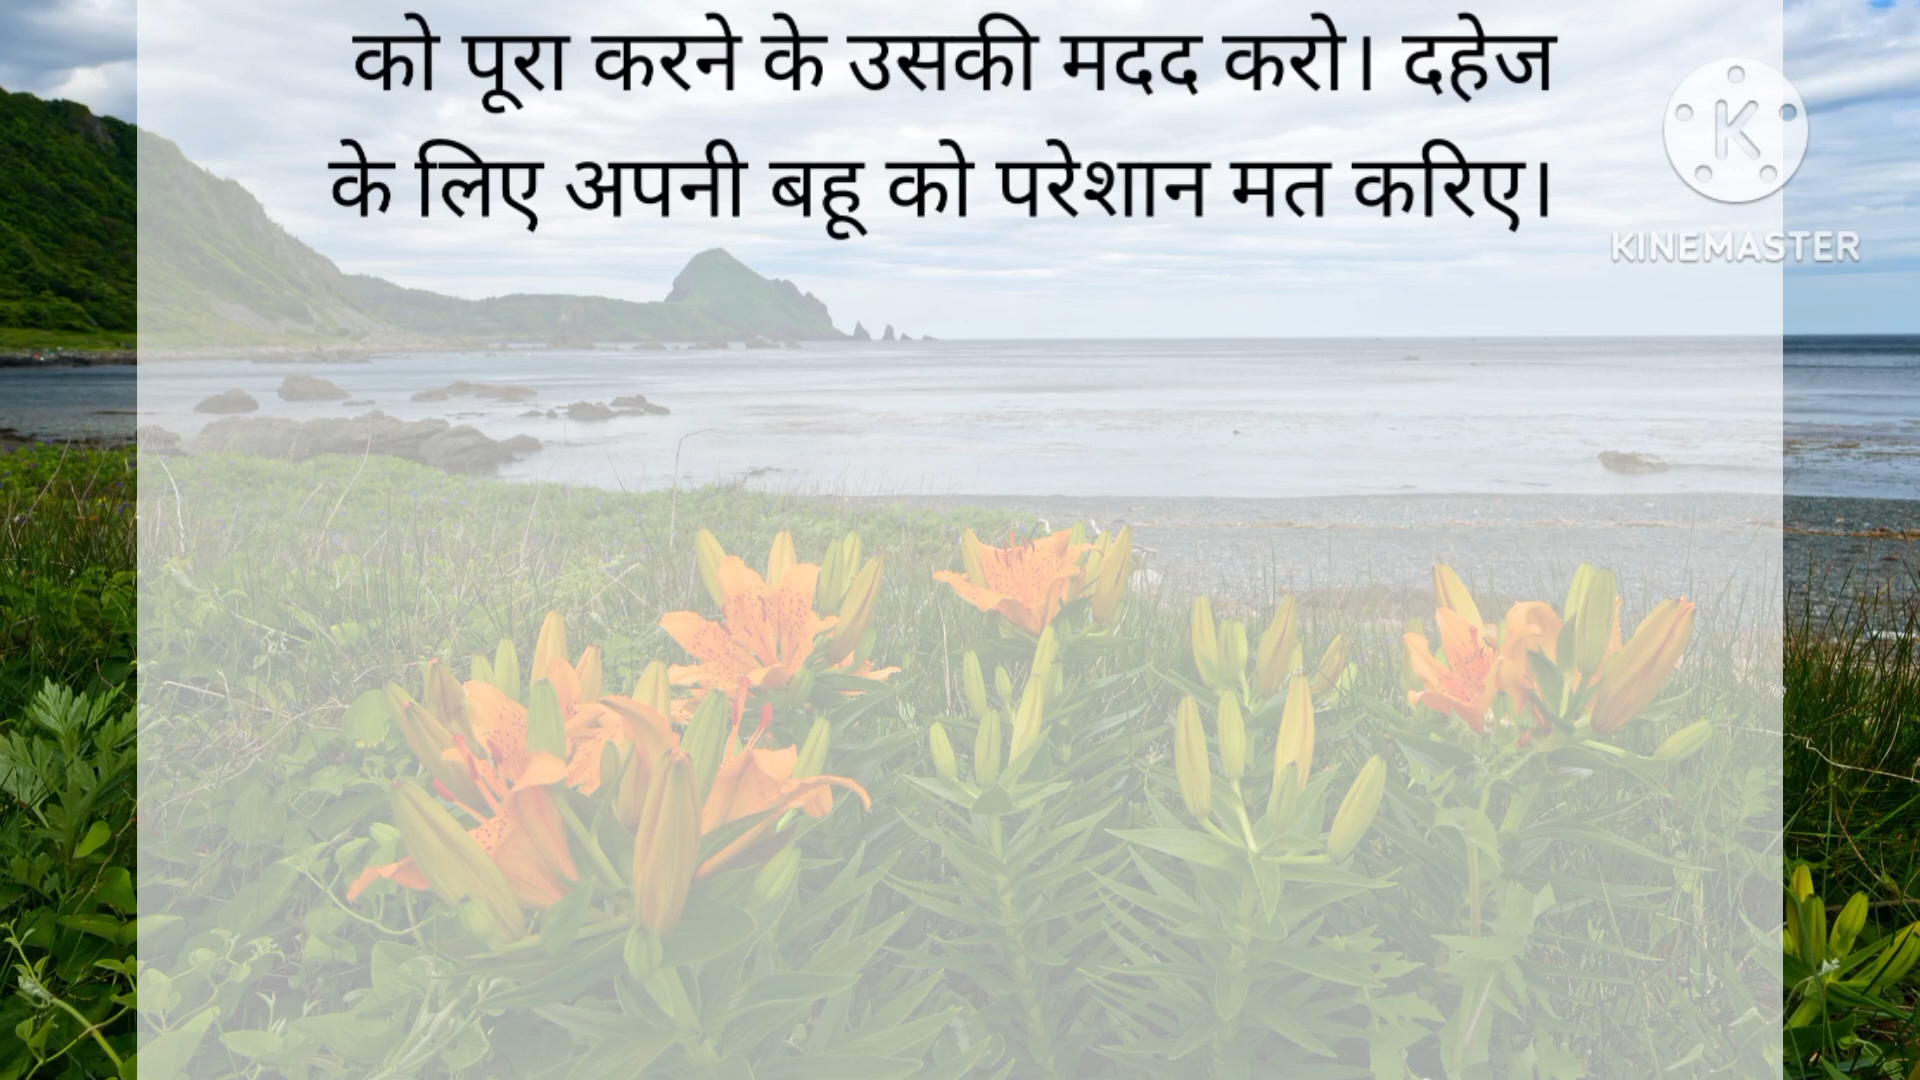 को पूरा करने के उसकी मदद करो। दहेज
के लिए अपनी बहू को परेशान मत करिए।
K
KINEMASTER